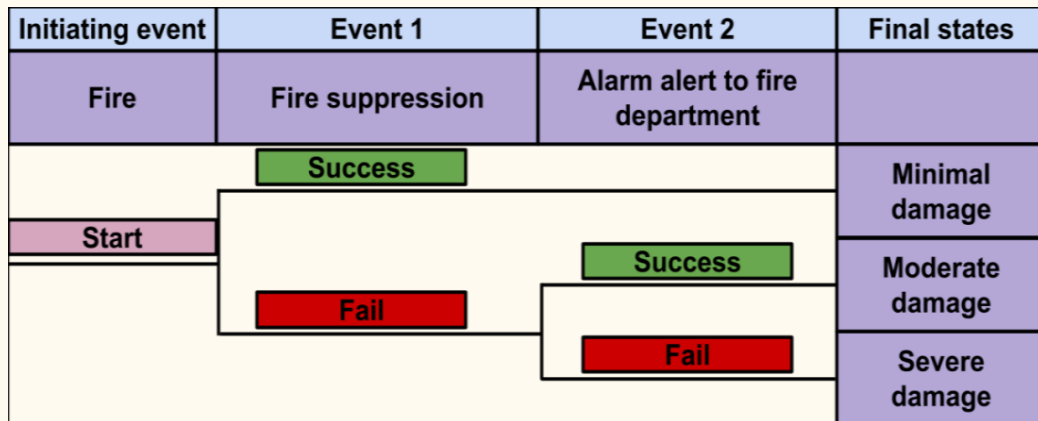 Initiating event
Event 1
Event 2
Final states
Fire
Fire suppression
Alarm alert to fire
department
Success
Minimal
damage
Start
Success
Moderate
damage
Fail
Fail
Severe
damage